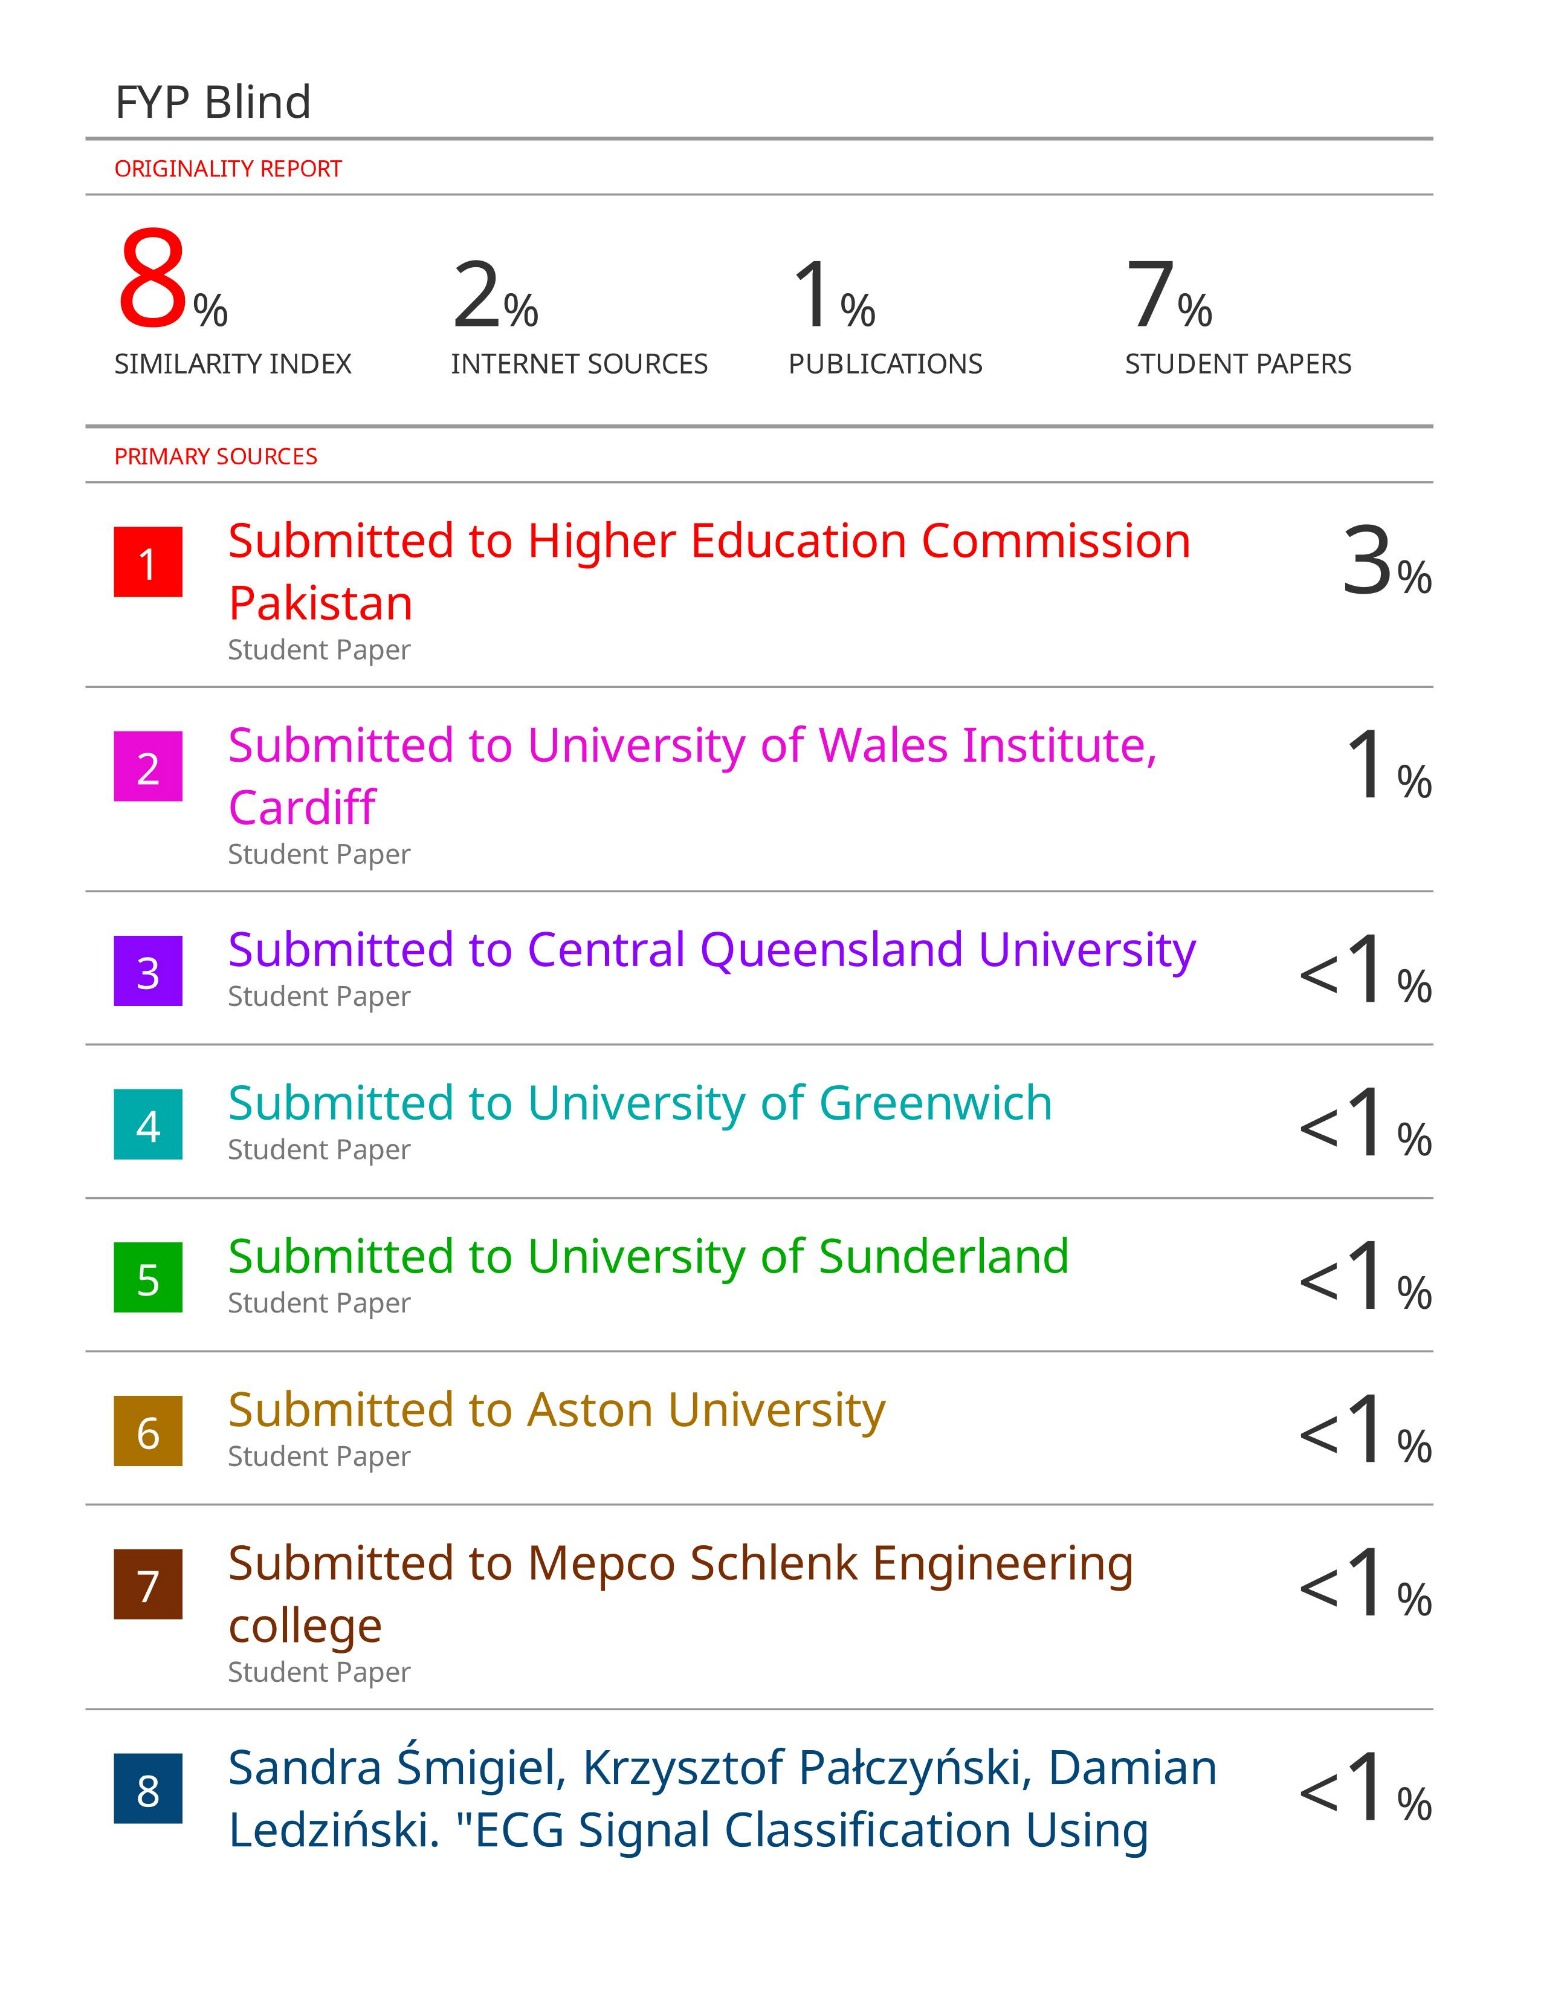 FYP Blind
ORIGINALITY REPORT
8% 2% 1% 7%
SIMILARITY INDEX INTERNET SOURCES PUBLICATIONS STUDENT PAPERS
PRIMARY SOURCES
1 Submitted to Higher Education Commission 3%
Pakistan
Student Paper
2 Submitted to University of Wales Institute, 1%
Cardiff
Student Paper
3 Submitted to Central Queensland University <1%
Student Paper
4 Submitted to University of Greenwich <1%
Student Paper
5 Submitted to University of Sunderland <1%
Student Paper
6 Submitted to Aston University <1%
Student Paper
7 Submitted to Mepco Schlenk Engineering <1%
college
Student Paper
8 Sandra Śmigiel, Krzysztof Pałczyński, Damian <1%
Ledziński. "ECG Signal Classification Using